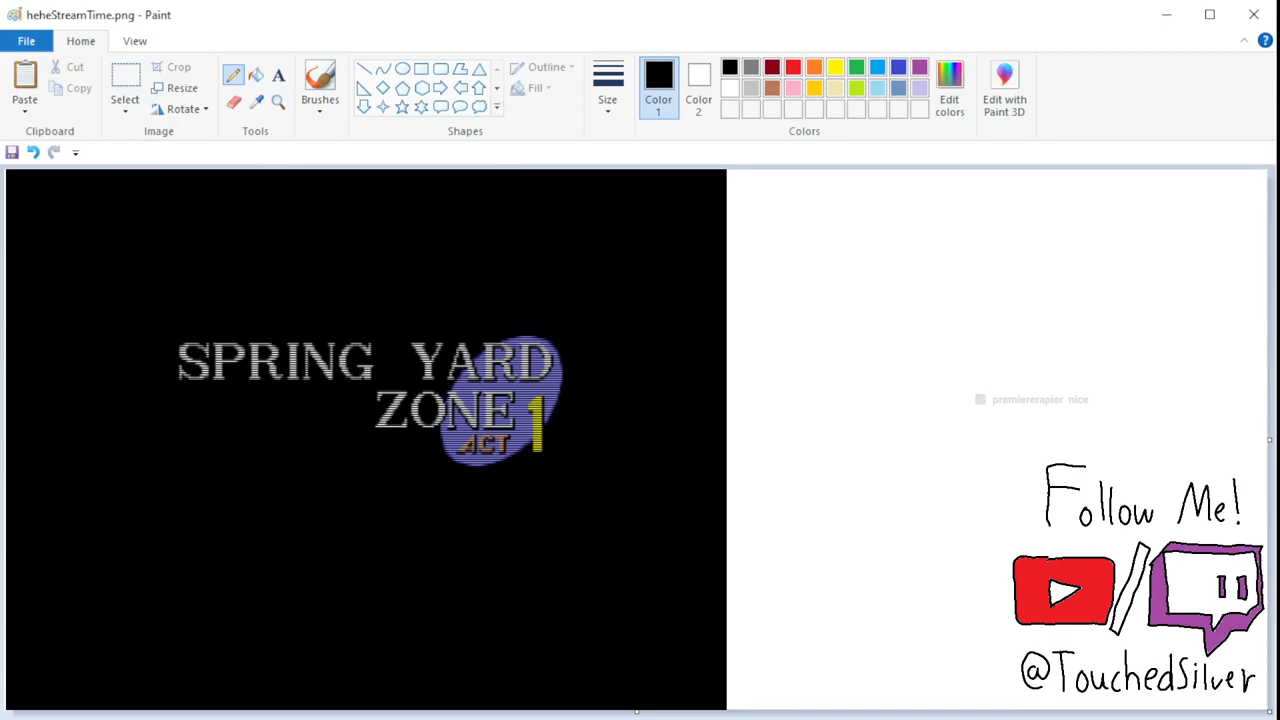 heheStreamTime.png - Paint
File
Home
View
Paste
Cut
Copy
Clipboard
Select
Crop
Resize
Rotate
Image
A
Tools
Brushes
Outline
Fill
Shapes
Size
Color
1
Color
2
Edit
colors
Edit with
Paint 3D
Colors
?
SPRING YARD
ZONE 1
ACT
premiererapier nice
Follow Me!
@TouchedSilver